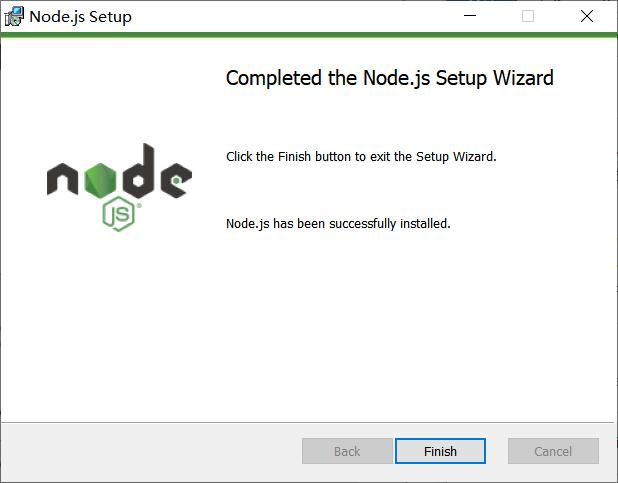 Node.js Setup
Completed the Node.js Setup Wizard
Click the Finish button to exit the Setup Wizard.
node
JS
Node.js has been successfully installed.
Back
Finish
Cancel